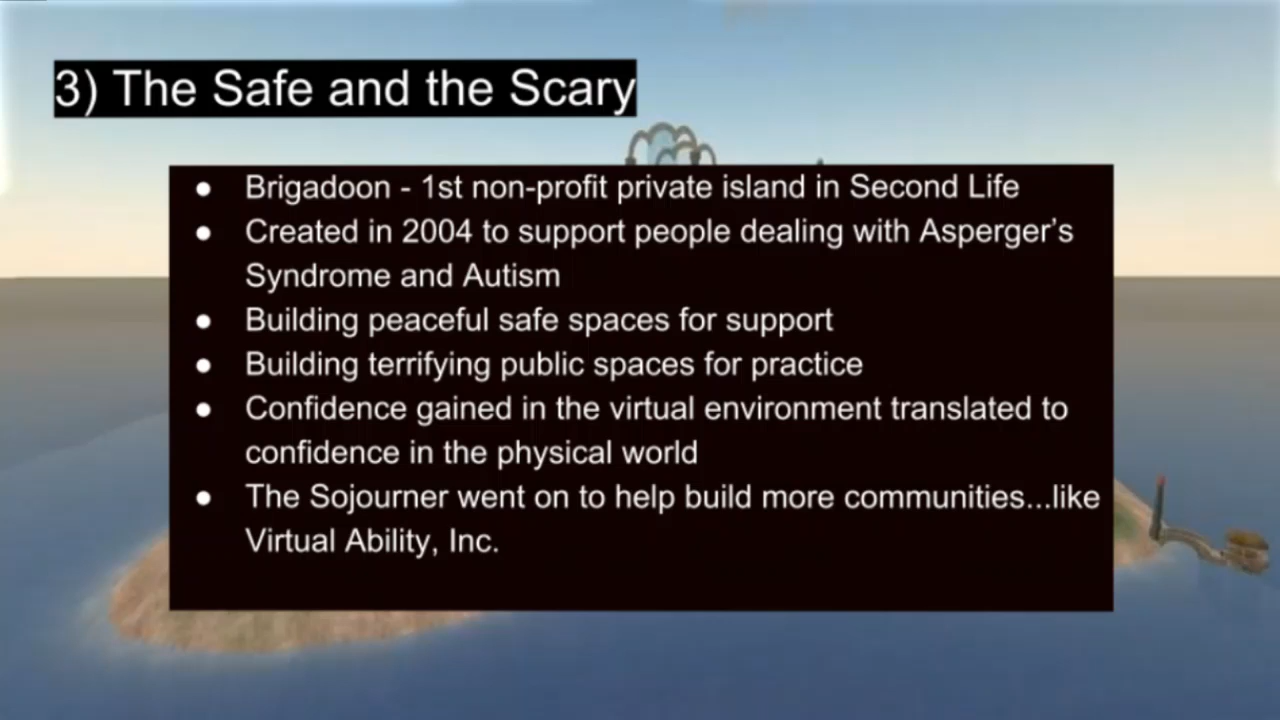 3) The Safe and the Scary
● Brigadoon - 1st non-profit private island in Second Life
● Created in 2004 to support people dealing with Asperger’s
Syndrome and Autism
● Building peaceful safe spaces for support
● Building terrifying public spaces for practice
● Confidence gained in the virtual environment translated to
confidence in the physical world
● The Sojourner went on to help build more communities...like
Virtual Ability, Inc.